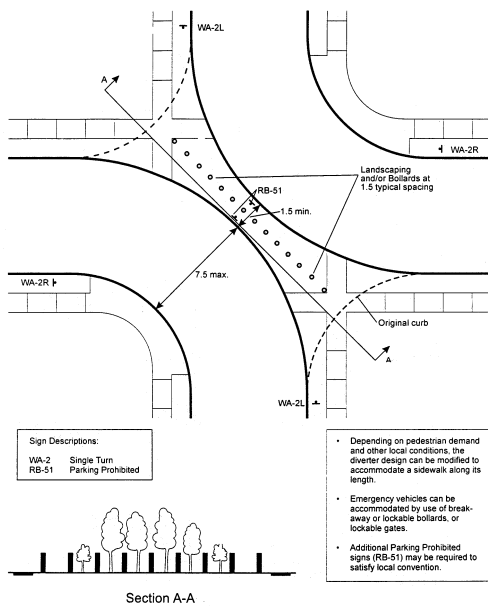 WA-2L
A
WA-2R
RB-51
Landscaping
and/or Bollards at
1.5 typical spacing
1.5 min.
7.5 max.
WA-2R
Original curb
A
WA-2L
Sign Descriptions:
WA-2 Single Turn
RB-51 Parking Prohibited
• Depending on pedestrian demand
and other local conditions, the
diverter design can be modified to
accommodate a sidewalk along its
length.
• Emergency vehicles can be
accommodated by use of break-
away or lockable bollards, or
lockable gates.
• Additional Parking Prohibited
signs (RB-51) may be required to
satisfy local convention.
Section A-A